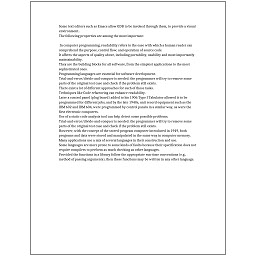 Some text editors such as Emacs allow GDB to be invoked through them, to provide a visual
environment.
The following properties are among the most important:

In computer programming, readability refers to the ease with which a human reader can
comprehend the purpose, control flow, and operation of source code.
It affects the aspects of quality above, including portability, usability and most importantly
maintainability.
They are the building blocks for all software, from the simplest applications to the most
sophisticated ones.
Programming languages are essential for software development.
Trial-and-error/divide-and-conquer is needed: the programmer will try to remove some
parts of the original test case and check if the problem still exists.
There exist a lot of different approaches for each of those tasks.
Techniques like Code refactoring can enhance readability.
Later a control panel (plug board) added to his 1906 Type I Tabulator allowed it to be
programmed for different jobs, and by the late 1940s, unit record equipment such as the
IBM 602 and IBM 604, were programmed by control panels in a similar way, as were the
first electronic computers.
Use of a static code analysis tool can help detect some possible problems.
Trial-and-error/divide-and-conquer is needed: the programmer will try to remove some
parts of the original test case and check if the problem still exists.
However, with the concept of the stored-program computer introduced in 1949, both
programs and data were stored and manipulated in the same way in computer memory.
Many applications use a mix of several languages in their construction and use.
Some languages are more prone to some kinds of faults because their specification does not
require compilers to perform as much checking as other languages.
Provided the functions in a library follow the appropriate run-time conventions (e.g.,
method of passing arguments), then these functions may be written in any other language.